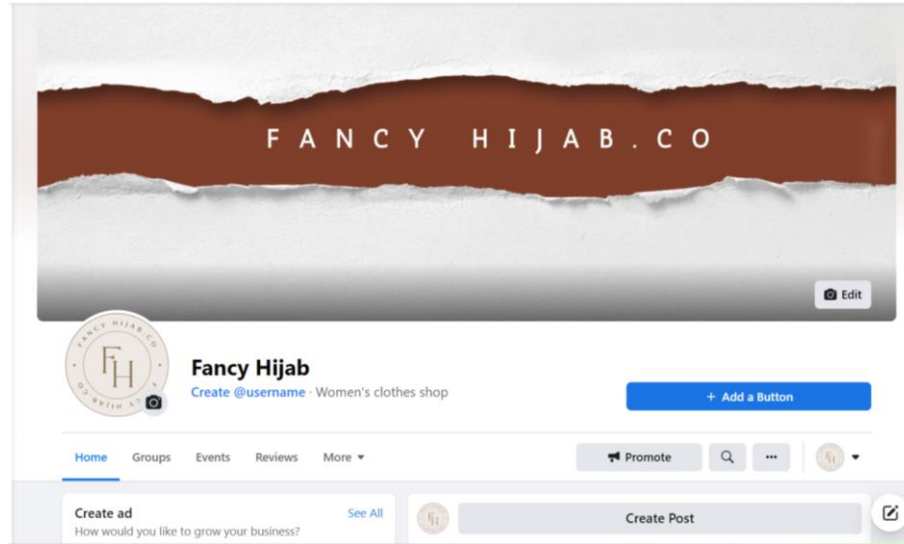 FANCY HIJAB.CO
Edit
FANCY HIJAB.CO
FH
Fancy Hijab
Create @username · Women's clothes shop
+ Add a Button
Home Groups Events Reviews More
Promote
Create ad
See All
How would you like to grow your business?
Create Post